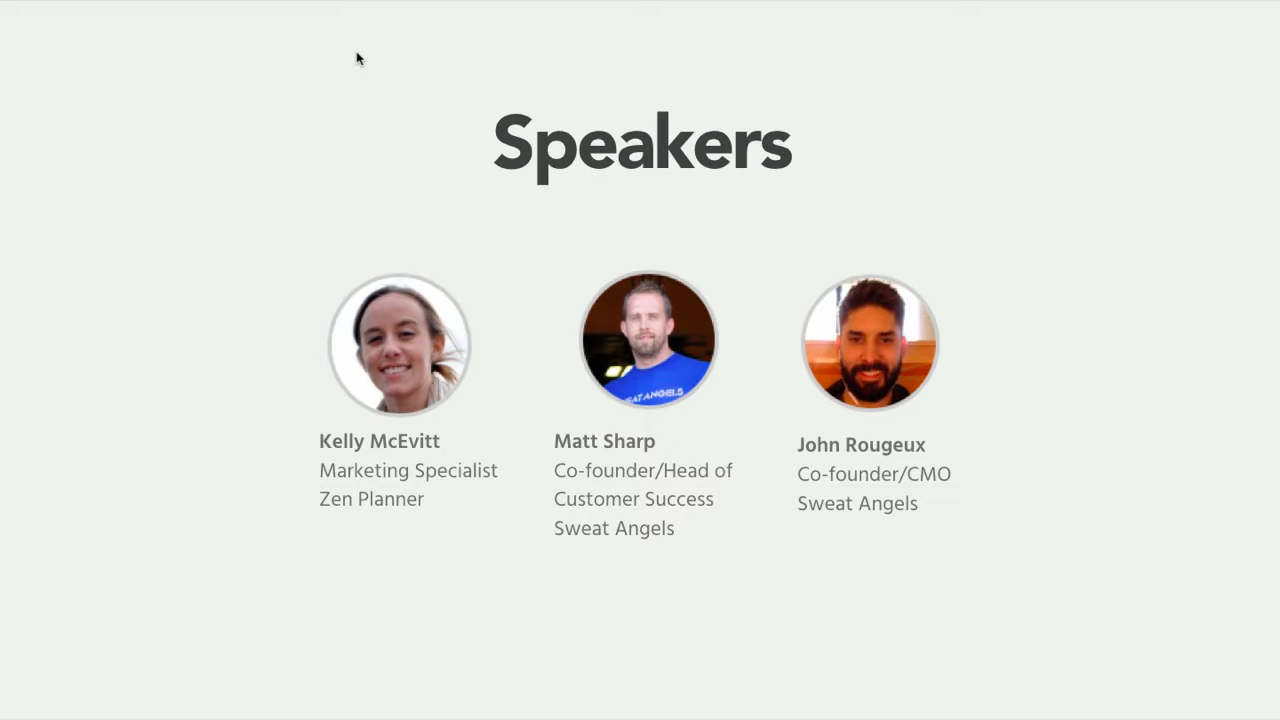 Speakers
Kelly McEvitt
Marketing Specialist
Zen Planner
Matt Sharp
Co-founder/Head of
Customer Success
Sweat Angels
John Rougeux
Co-founder/CMO
Sweat Angels